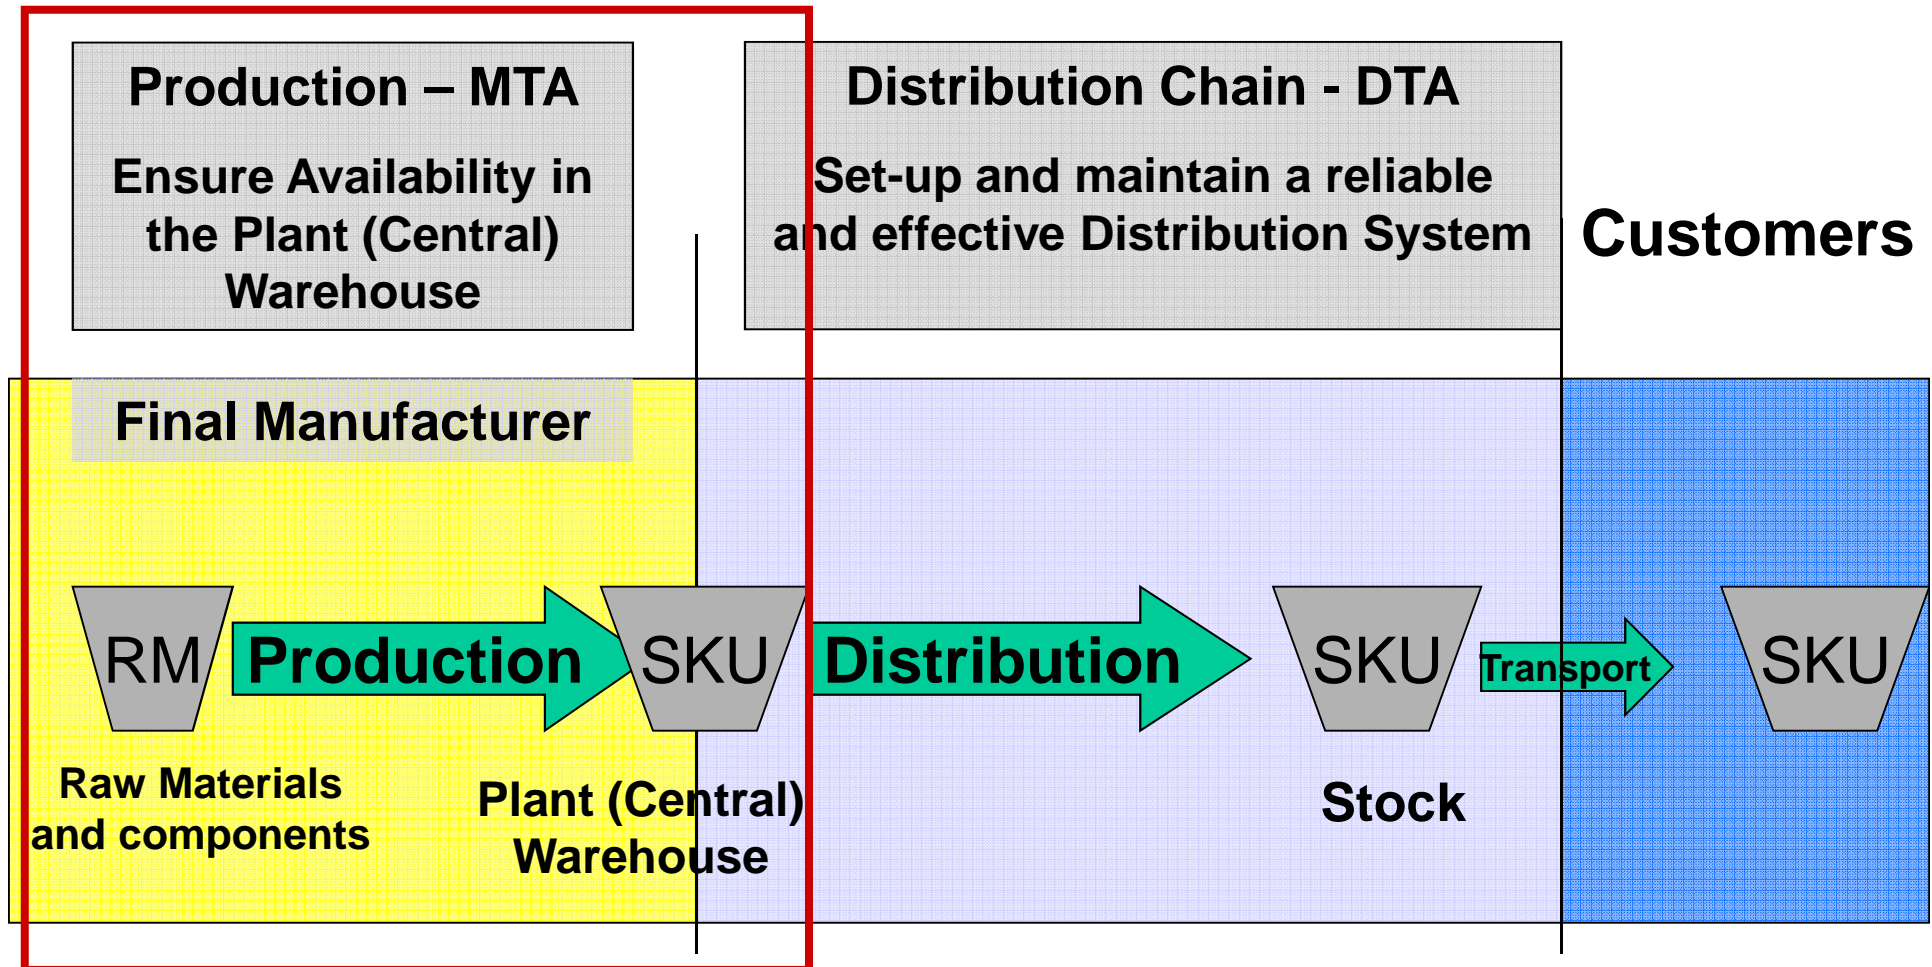 Production – MTA
Ensure Availability in
the Plant (Central)
Warehouse
Distribution Chain - DTA
Set-up and maintain a reliable
and effective Distribution System
Customers
Final Manufacturer
RM
Production
SKU
Distribution
SKU
Transport
SKU
Raw Materials
and components
Plant (Central)
Warehouse
Stock